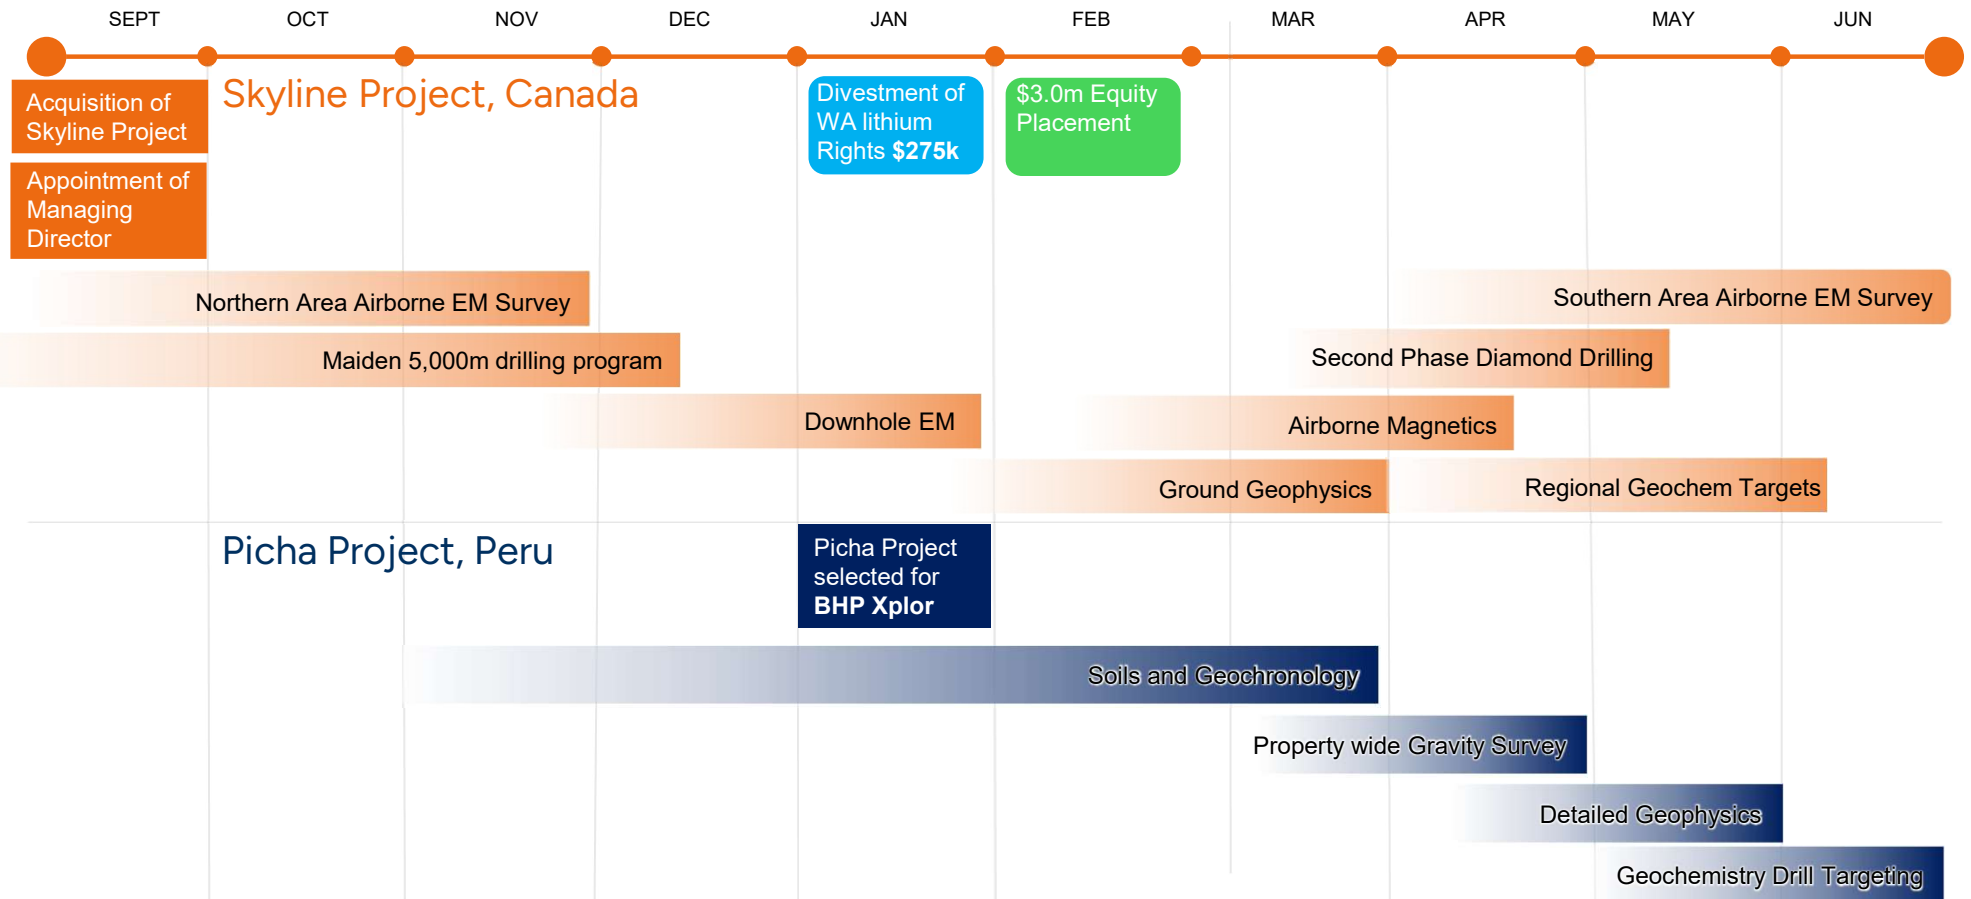 SEPT OCT NOV DEC JAN FEB MAR APR MAY JUN
Acquisition of
Skyline Project
Skyline Project, Canada
Divestment of
WA lithium
Rights $275k
$3.0m Equity
Placement
Appointment of
Managing
Director
Northern Area Airborne EM Survey
Southern Area Airborne EM Survey
Maiden 5,000m drilling program
Second Phase Diamond Drilling
Downhole EM
Airborne Magnetics
Ground Geophysics
Regional Geochem Targets
Picha Project, Peru
Picha Project
selected for
BHP Xplor
Soils and Geochronology
Property wide Gravity Survey
Detailed Geophysics
Geochemistry Drill Targeting